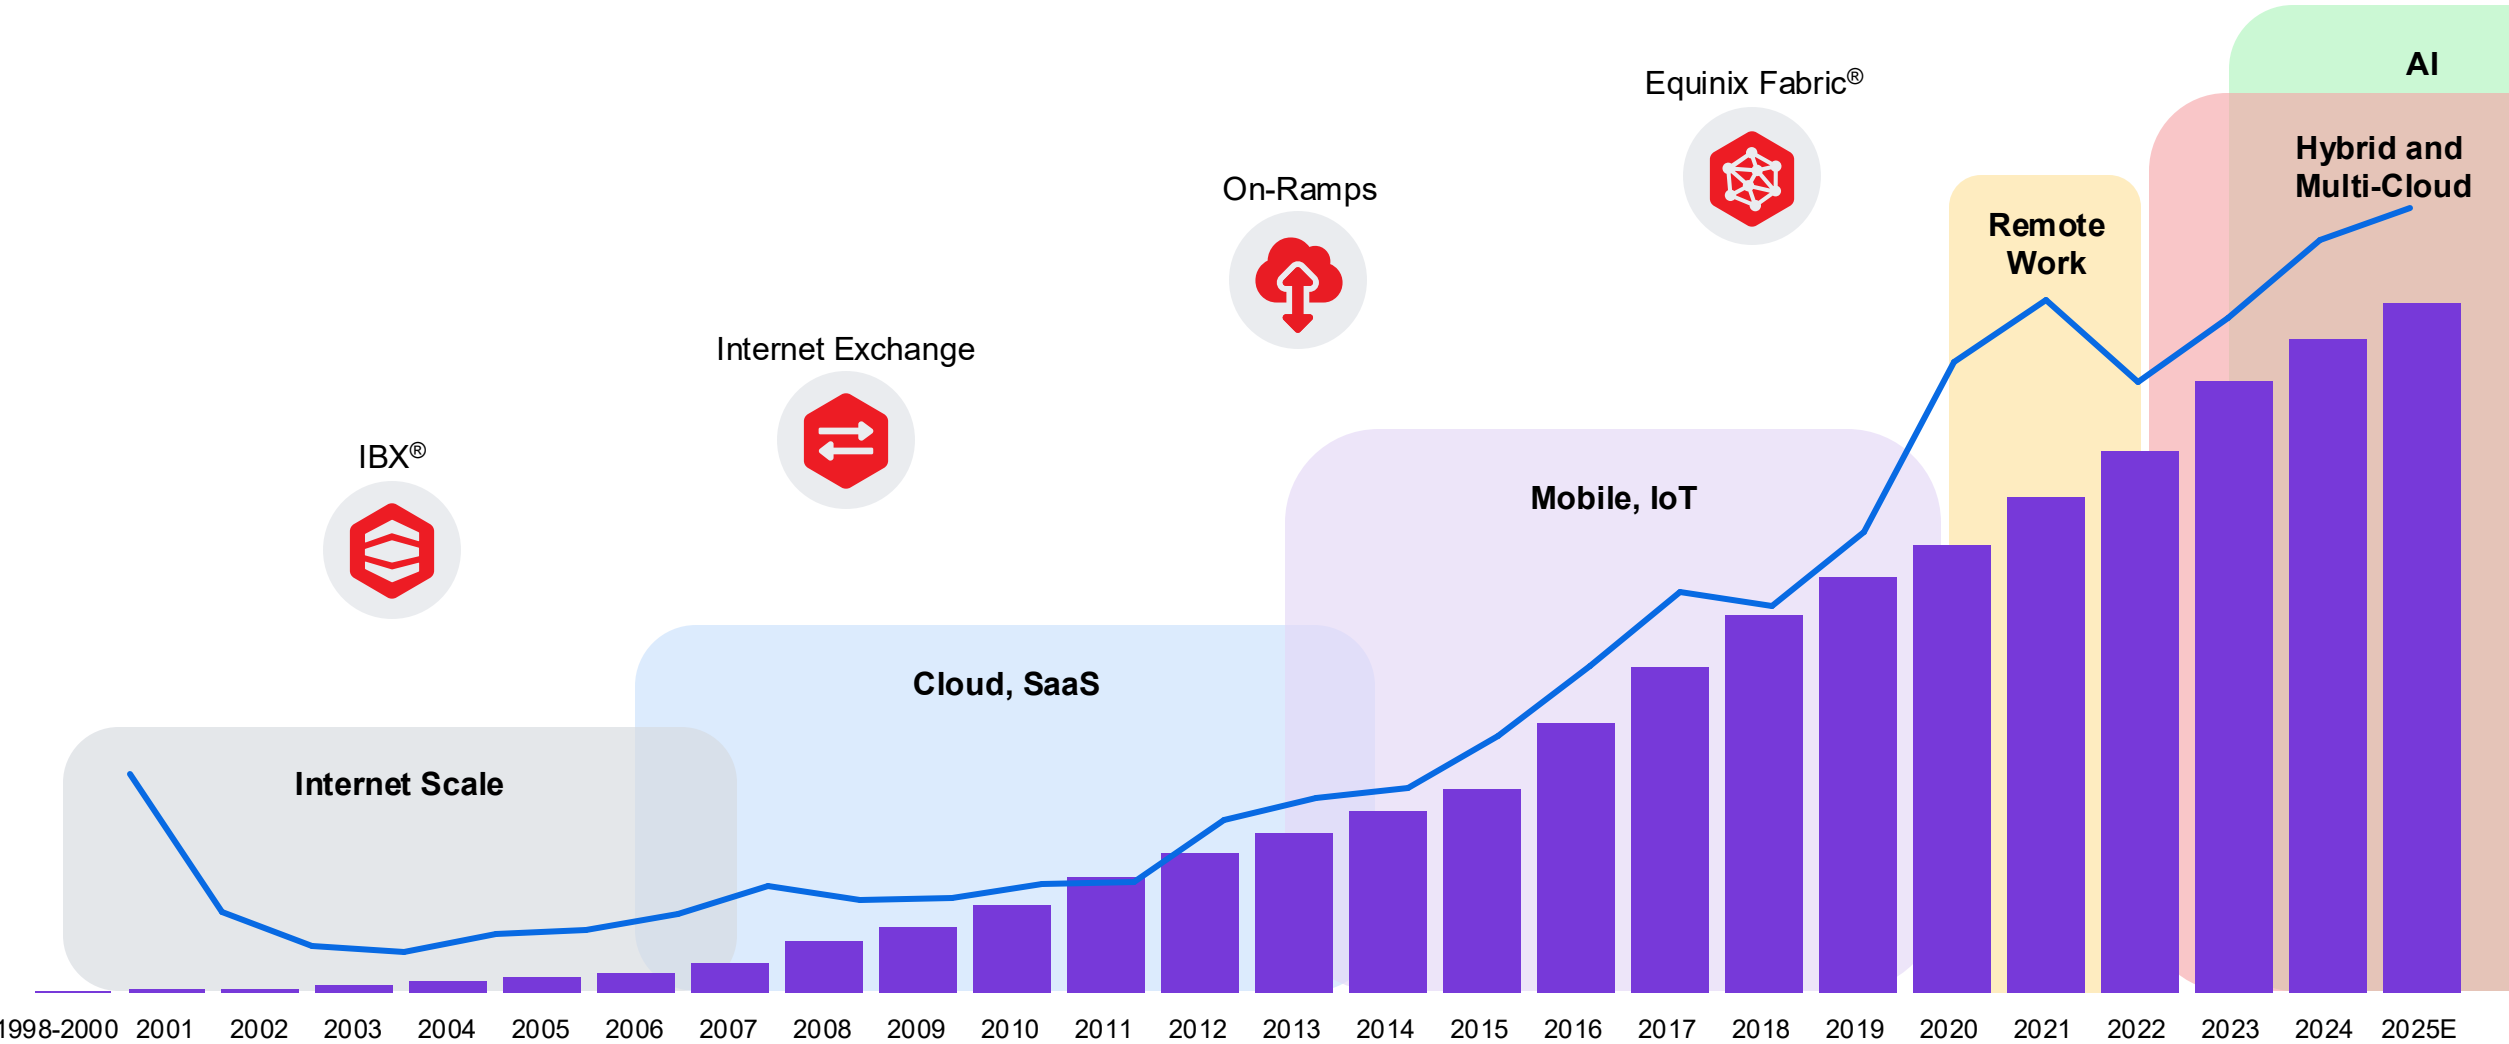 AI
Equinix Fabric®
Hybrid and
Multi-Cloud
On-Ramps
Remote
Work
Internet Exchange
IBX®
Mobile, IoT
Cloud, SaaS
Internet Scale
1998-2000 2001 2002 2003 2004 2005 2006 2007 2008 2009 2010 2011 2012 2013 2014 2015 2016 2017 2018 2019 2020 2021 2022 2023 2024 2025E